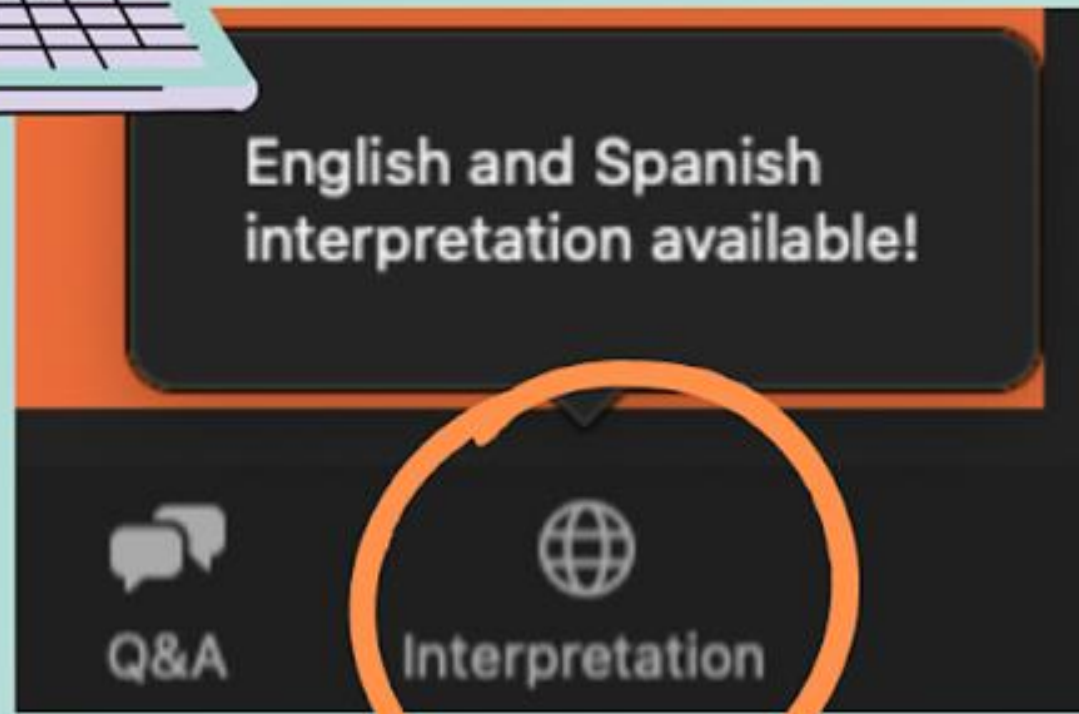 English and Spanish
interpretation available!
Q&A
Interpretation